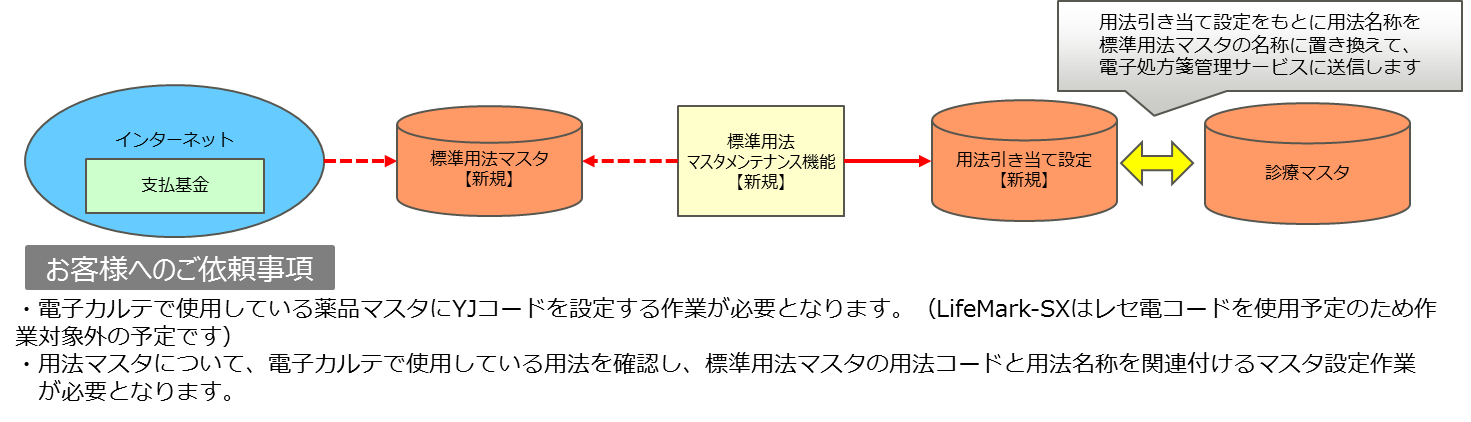 用法引き当て設定をもとに用法名称を
標準用法マスタの名称に置き換えて、
電子処方箋管理サービスに送信します
インターネット
支払基金
標準用法マスタ
【新規】
標準用法
マスタメンテナンス機能
【新規】
用法引き当て設定
【新規】
診療マスタ
お客様へのご依頼事項
・電子カルテで使用している薬品マスタにYJコードを設定する作業が必要となります。（LifeMark-SXはレセ電コードを使用予定のため作
業対象外の予定です）
・用法マスタについて、電子カルテで使用している用法を確認し、標準用法マスタの用法コードと用法名称を関連付けるマスタ設定作業
が必要となります。